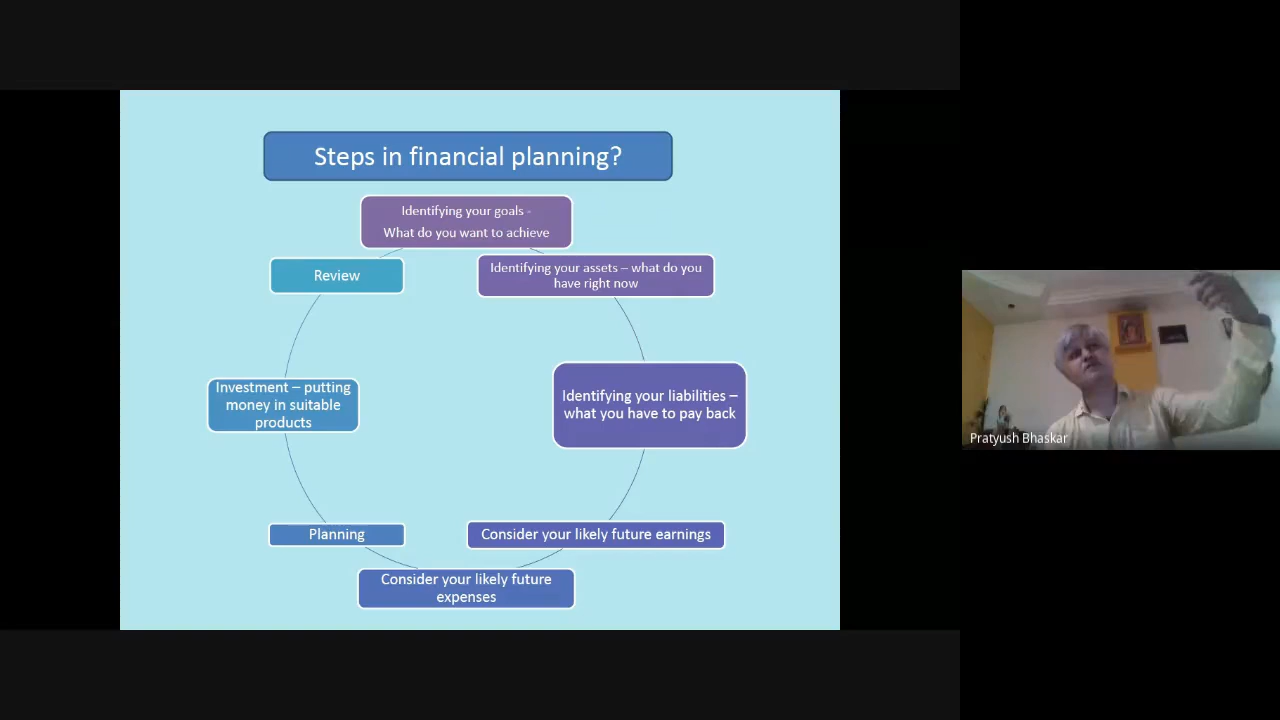 Steps in financial planning?
Identifying your goals -
What do you want to achieve
Identifying your assets – what do you
have right now
Identifying your liabilities –
what you have to pay back
Consider your likely future earnings
Consider your likely future
expenses
Planning
Investment – putting
money in suitable
products
Review
Pratyush Bhaskar